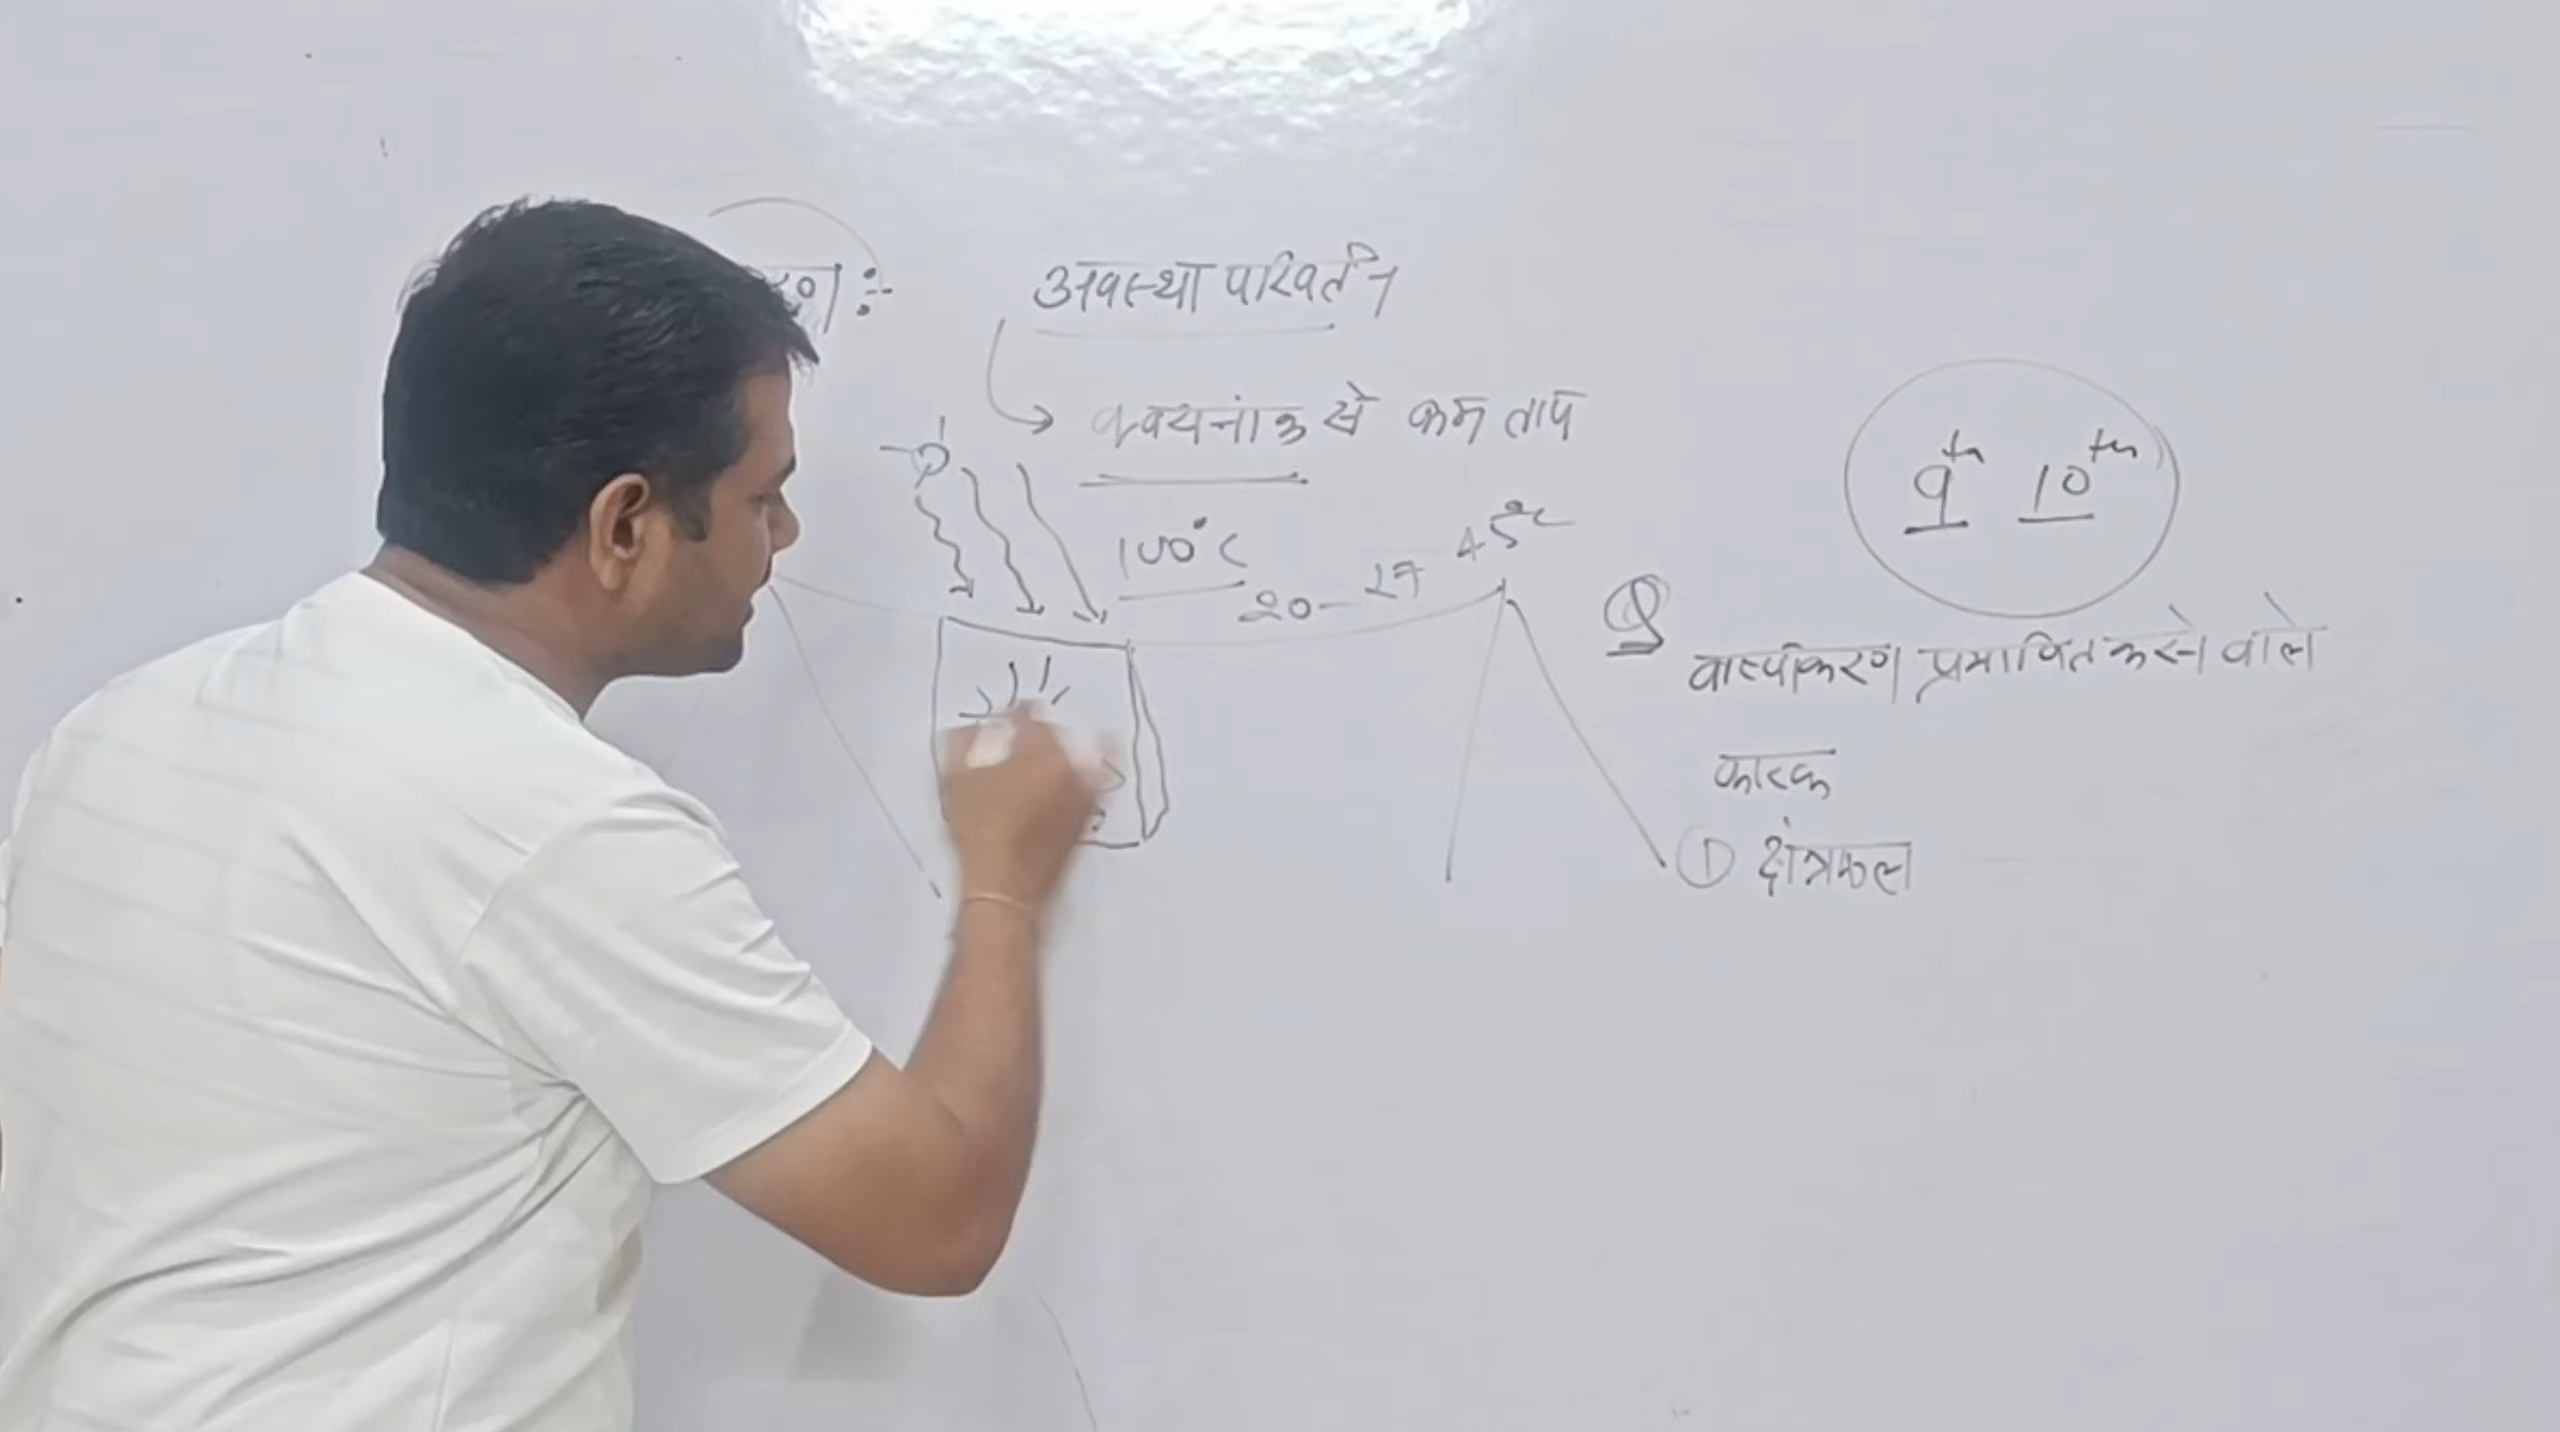 अवस्था परिवर्तन
क्वथनांक से कम ताप
100°C
20-27 45°C
9th 10th
Q
वाष्पीकरण प्रभावित करने वाले
कारक
① क्षेत्रफल